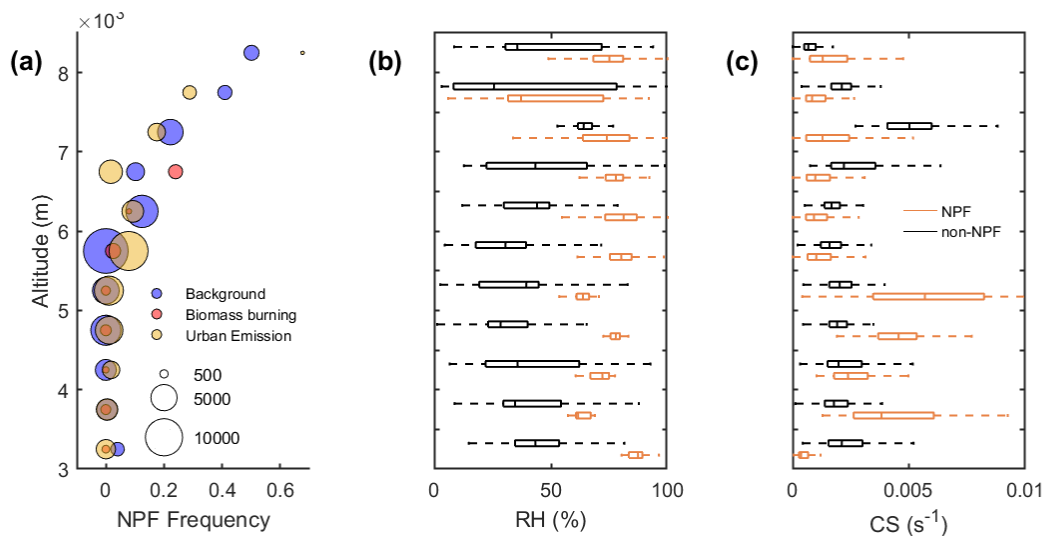 ×10³
(a)
8
7
6
5
4
3
Altitude (m)
Background
Biomass burning
Urban Emission
500
5000
10000
0
0.2
0.4
0.6
NPF Frequency
(b)
0
50
100
RH (%)
(c)
NPF
non-NPF
0
0.005
0.01
CS (s⁻¹)